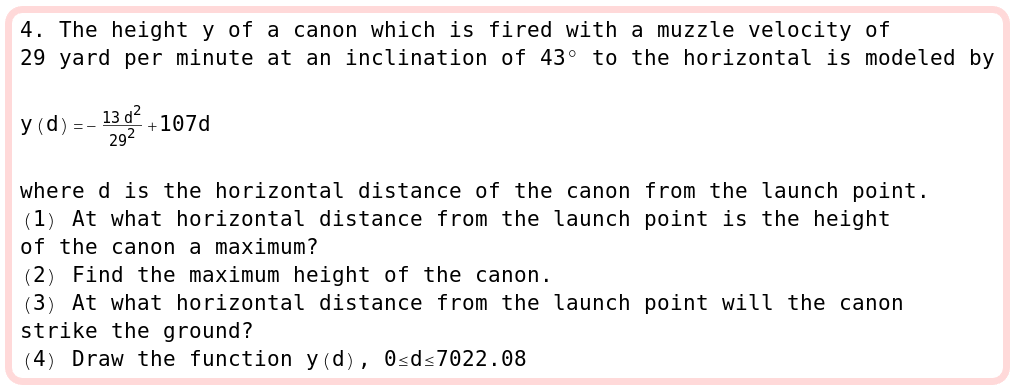 4. The height y of a canon which is fired with a muzzle velocity of
29 yard per minute at an inclination of 43° to the horizontal is modeled by
y(d)=-\frac{13 d^2}{29^2}+107d
where d is the horizontal distance of the canon from the launch point.
(1) At what horizontal distance from the launch point is the height
of the canon a maximum?
(2) Find the maximum height of the canon.
(3) At what horizontal distance from the launch point will the canon
strike the ground?
(4) Draw the function y(d), 0≤d≤7022.08